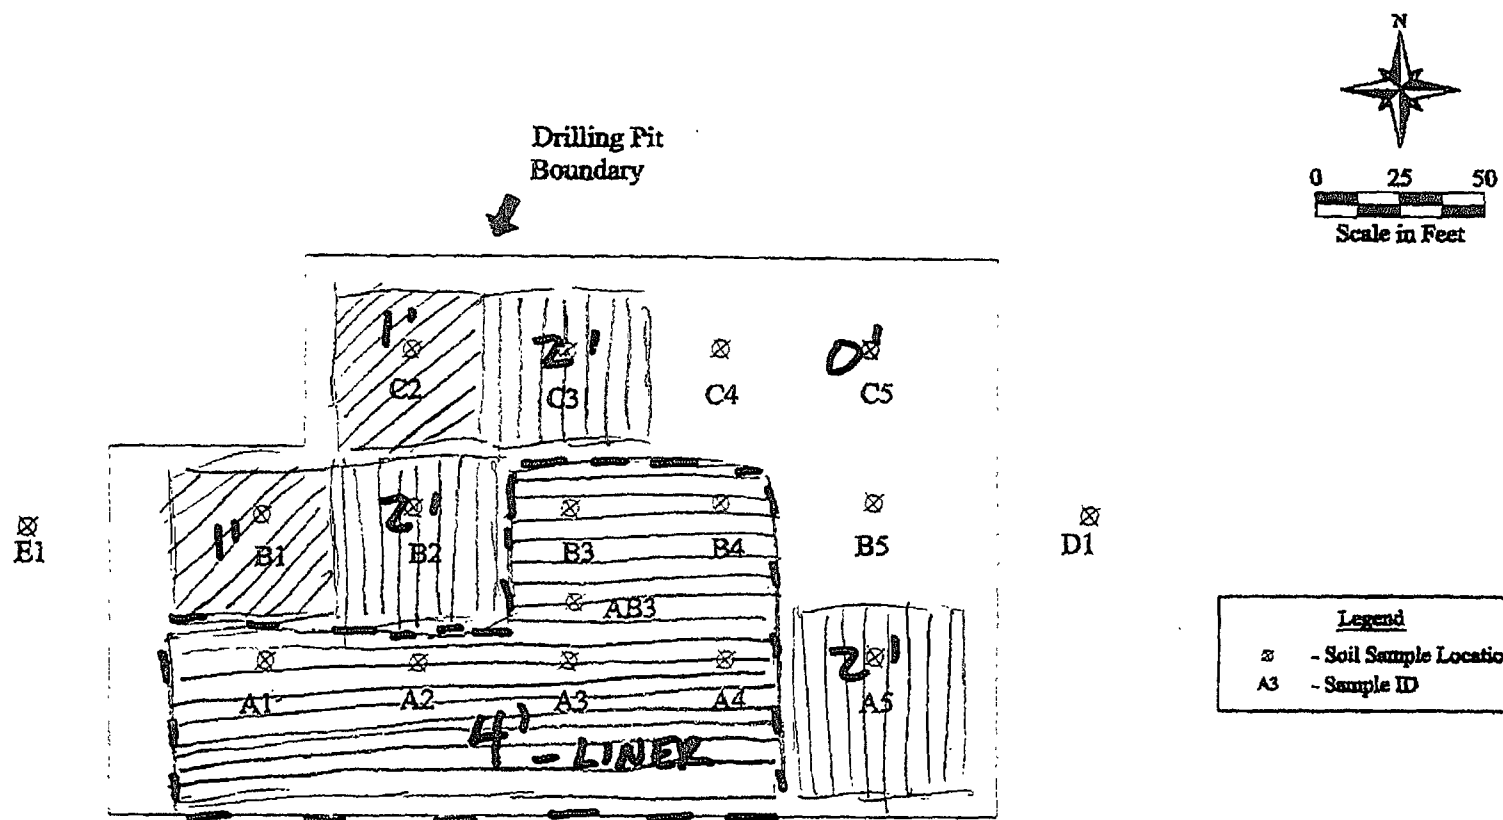 N
Drilling Pit
Boundary
0 25 50
Scale in Feet
1' 2' 0'
C2 C3 C4 C5
1' 2'
E1 B1 B2 B3 B4 B5 D1
AB3
2'
A1 A2 A3 A4 A5
4' - LINER
Legend
- Soil Sample Locatio
A3 - Sample ID